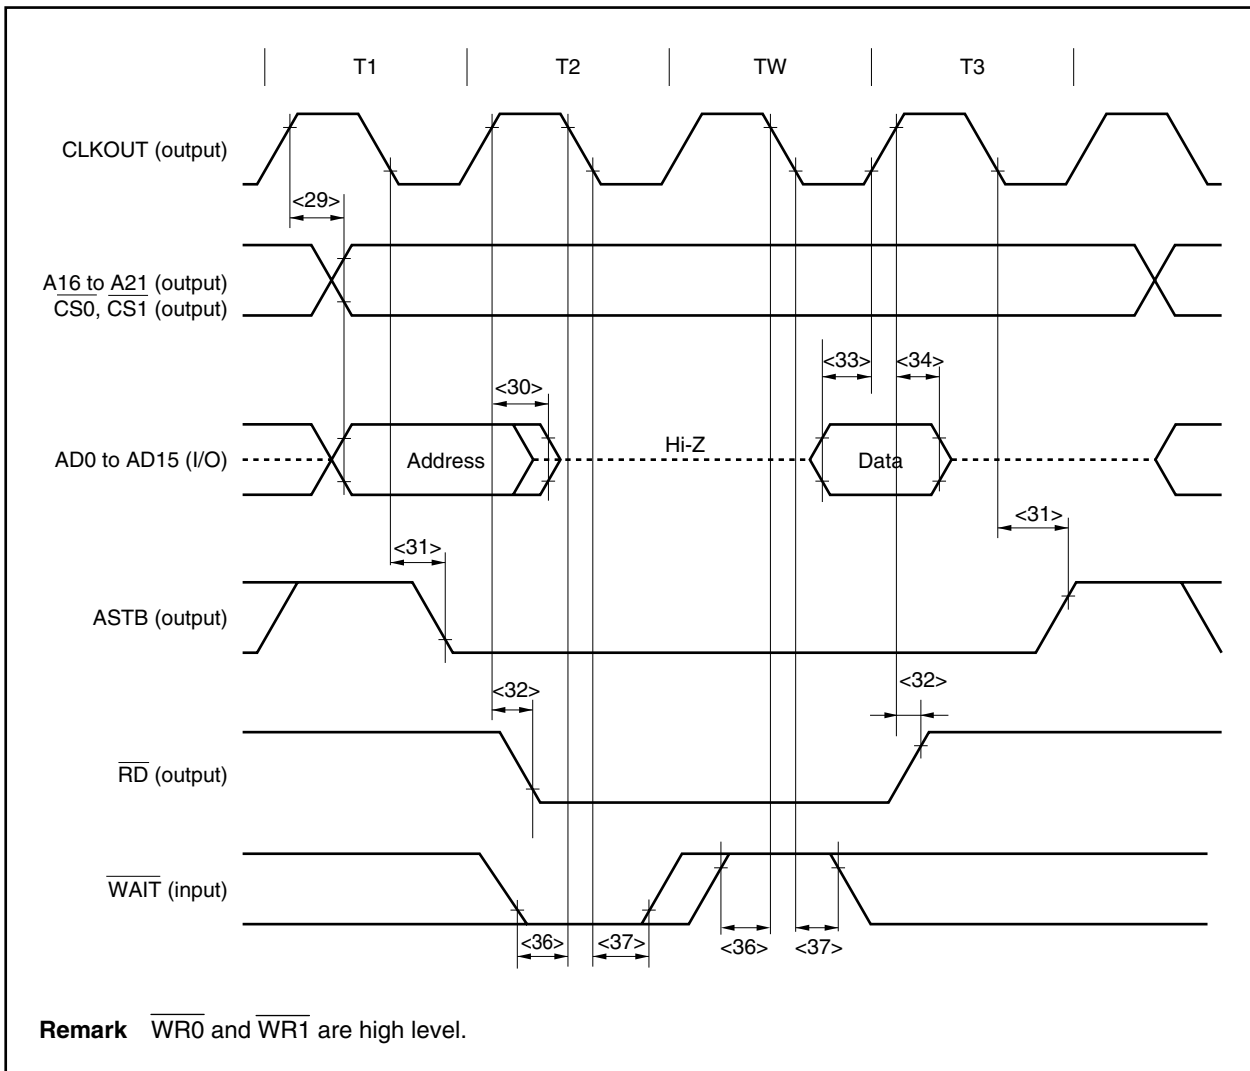 T1 T2 TW T3
CLKOUT (output)
<29>
A16 to A21 (output)
CS0, CS1 (output)
<33> <34>
<30>
Hi-Z
AD0 to AD15 (I/O) Address Data
<31>
<31>
ASTB (output)
<32>
<32>
RD (output)
WAIT (input)
<36> <37> <36> <37>
Remark WR0 and WR1 are high level.